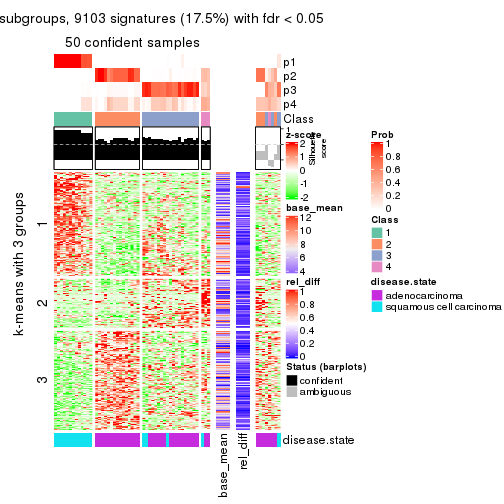 subgroups, 9103 signatures (17.5%) with fdr < 0.05
50 confident samples
p1
p2
p3
p4
Class
1
Silhouette
score
k-means with 3 groups
1
2
3
base_mean
rel_diff
disease.state
z-score
2
1
0
-1
-2
base_mean
12
10
8
6
4
rel_diff
1
0.8
0.6
0.4
0.2
0
Status (barplots)
confident
ambiguous
Prob
1
0.8
0.6
0.4
0.2
0
Class
1
2
3
4
disease.state
adenocarcinoma
squamous cell carcinoma